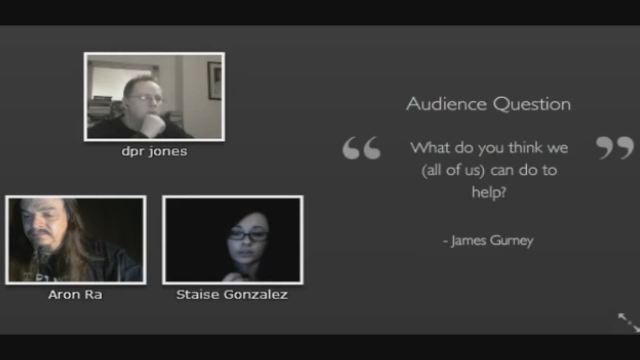 dpr jones
Aron Ra
Staise Gonzalez
Audience Question
“ What do you think we ”
(all of us) can do to
help?
- James Gurney